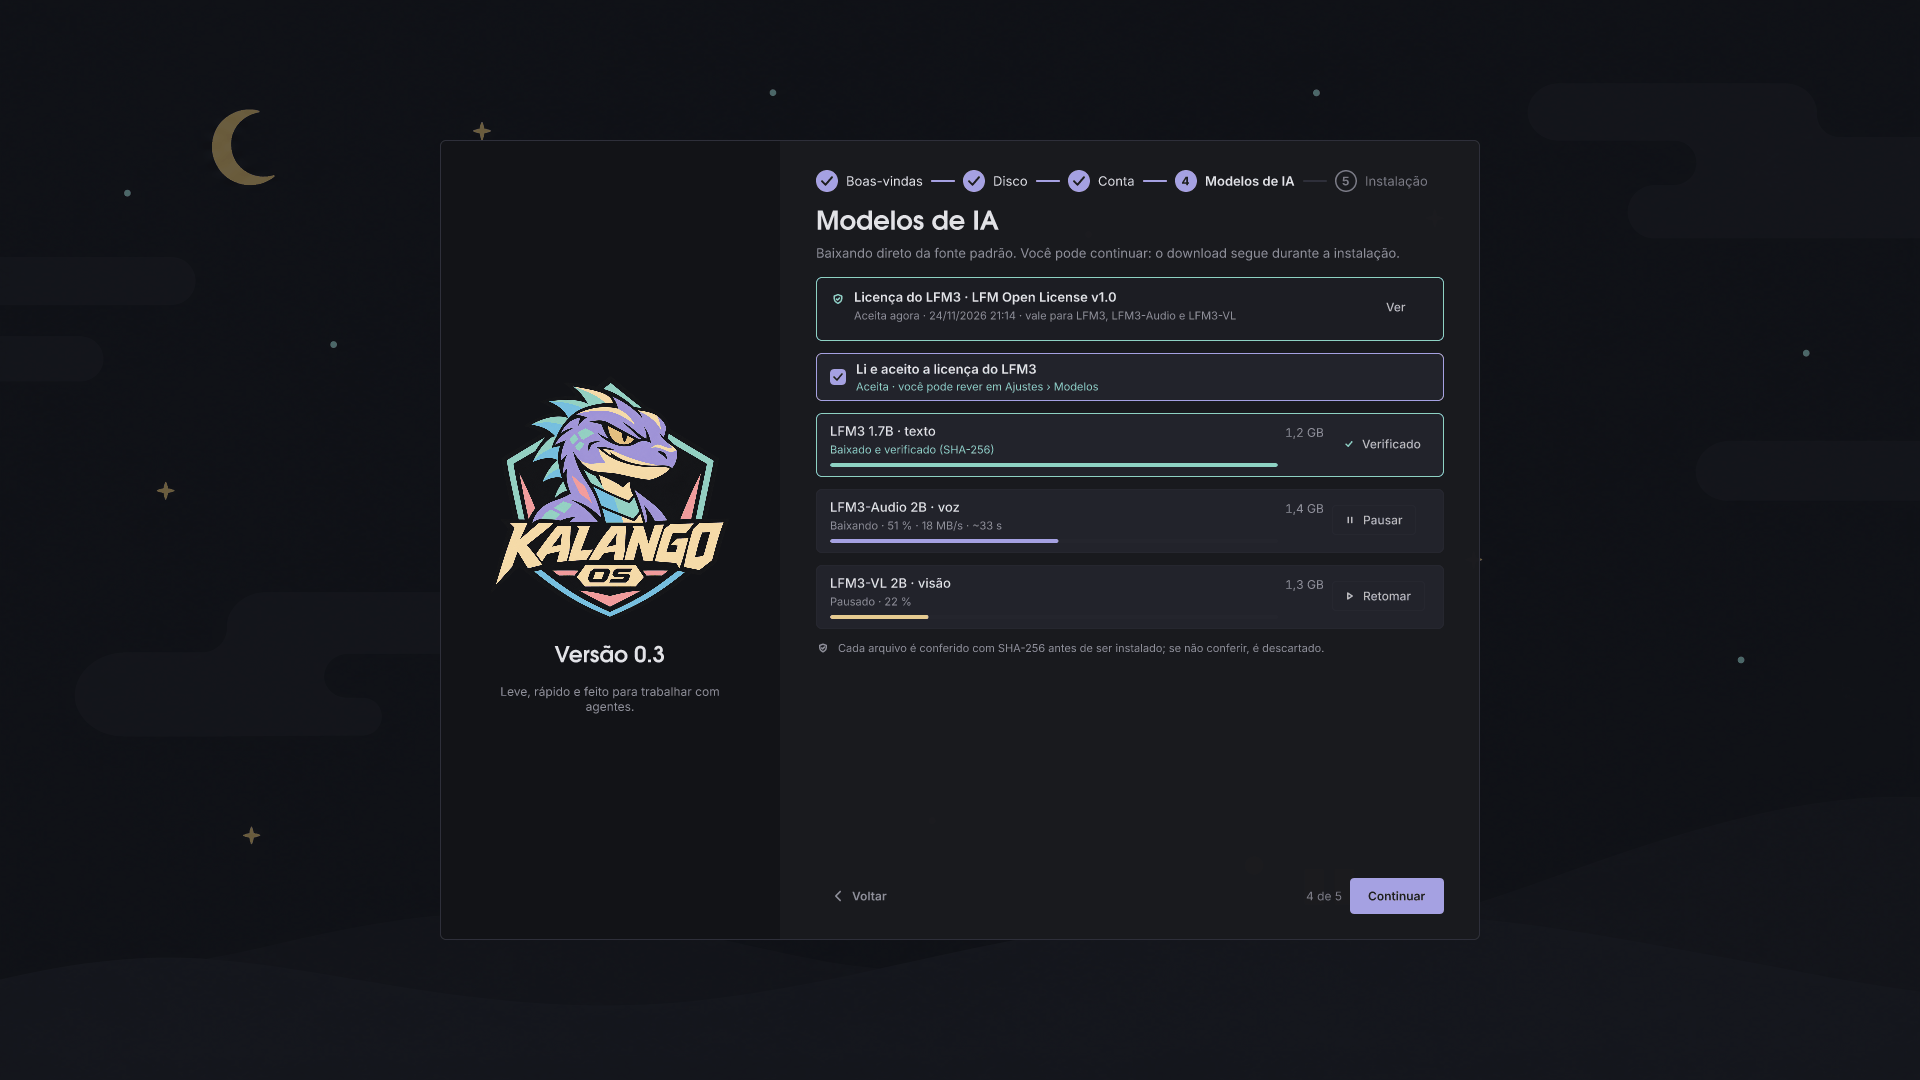 Boas-vindas
Disco
Conta
4 Modelos de IA
5 Instalação
Modelos de IA
Baixando direto da fonte padrão. Você pode continuar: o download segue durante a instalação.
Licença do LFM3 · LFM Open License v1.0
Aceita agora · 24/11/2026 21:14 · vale para LFM3, LFM3-Audio e LFM3-VL
Ver
Li e aceito a licença do LFM3
Aceita · você pode rever em Ajustes › Modelos
LFM3 1.7B · texto
Baixado e verificado (SHA-256)
1,2 GB
Verificado
LFM3-Audio 2B · voz
Baixando · 51 % · 18 MB/s · ~33 s
1,4 GB
Pausar
LFM3-VL 2B · visão
Pausado · 22 %
1,3 GB
Retomar
Cada arquivo é conferido com SHA-256 antes de ser instalado; se não conferir, é descartado.
KALANGO
OS
Versão 0.3
Leve, rápido e feito para trabalhar com
agentes.
Voltar
4 de 5
Continuar